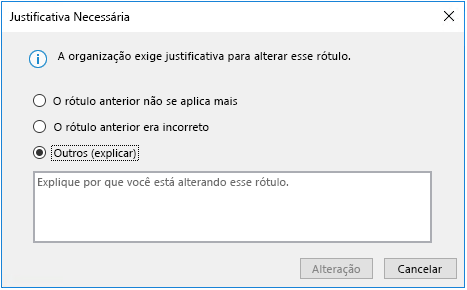 Justificativa Necessária
A organização exige justificativa para alterar esse rótulo.
O rótulo anterior não se aplica mais
O rótulo anterior era incorreto
Outros (explicar)
Explique por que você está alterando esse rótulo.
Alteração
Cancelar